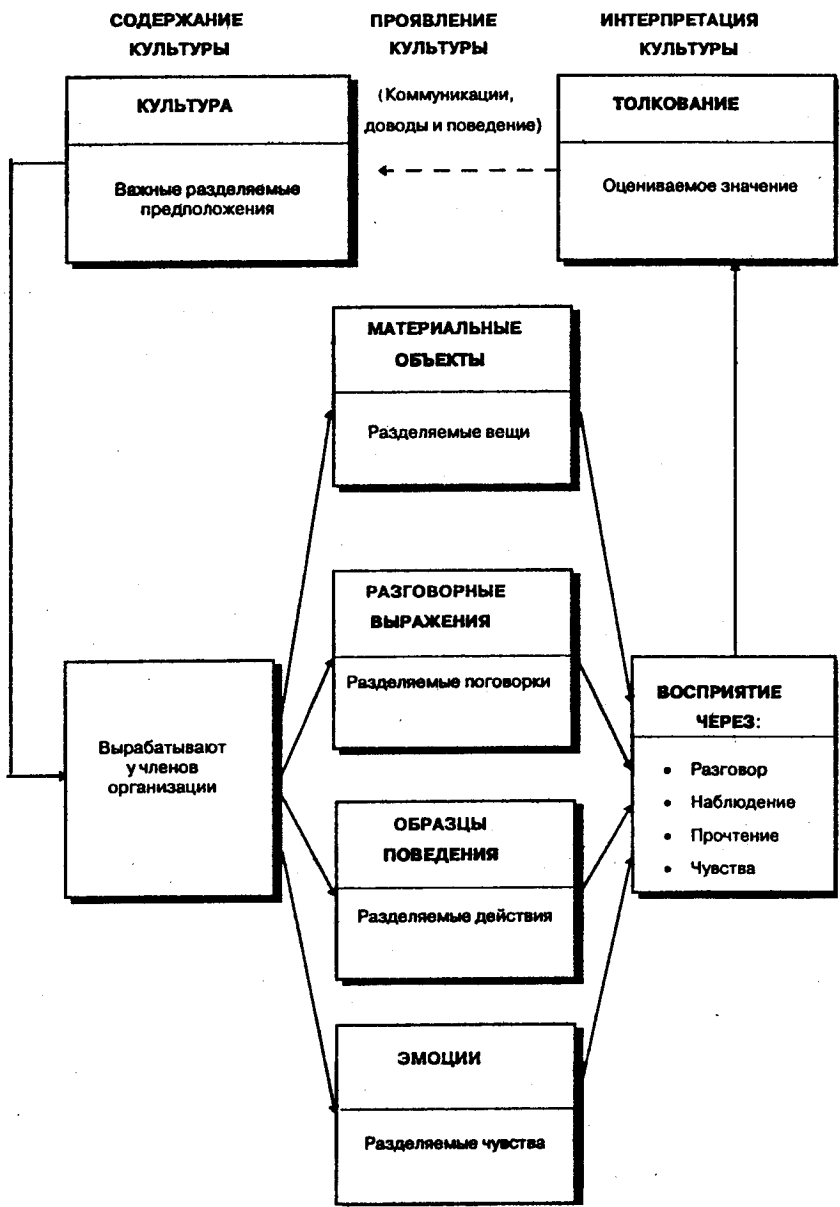 СОДЕРЖАНИЕ
КУЛЬТУРЫ
ПРОЯВЛЕНИЕ
КУЛЬТУРЫ
ИНТЕРПРЕТАЦИЯ
КУЛЬТУРЫ
КУЛЬТУРА
Важные разделяемые
предположения
(Коммуникации,
доводы и поведение)
ТОЛКОВАНИЕ
Оцениваемое значение
МАТЕРИАЛЬНЫЕ
ОБЪЕКТЫ
Разделяемые вещи
РАЗГОВОРНЫЕ
ВЫРАЖЕНИЯ
Разделяемые поговорки
Вырабатывают
у членов
организации
ВОСПРИЯТИЕ
ЧЕРЕЗ:
• Разговор
• Наблюдение
• Прочтение
• Чувства
ОБРАЗЦЫ
ПОВЕДЕНИЯ
Разделяемые действия
ЭМОЦИИ
Разделяемые чувства